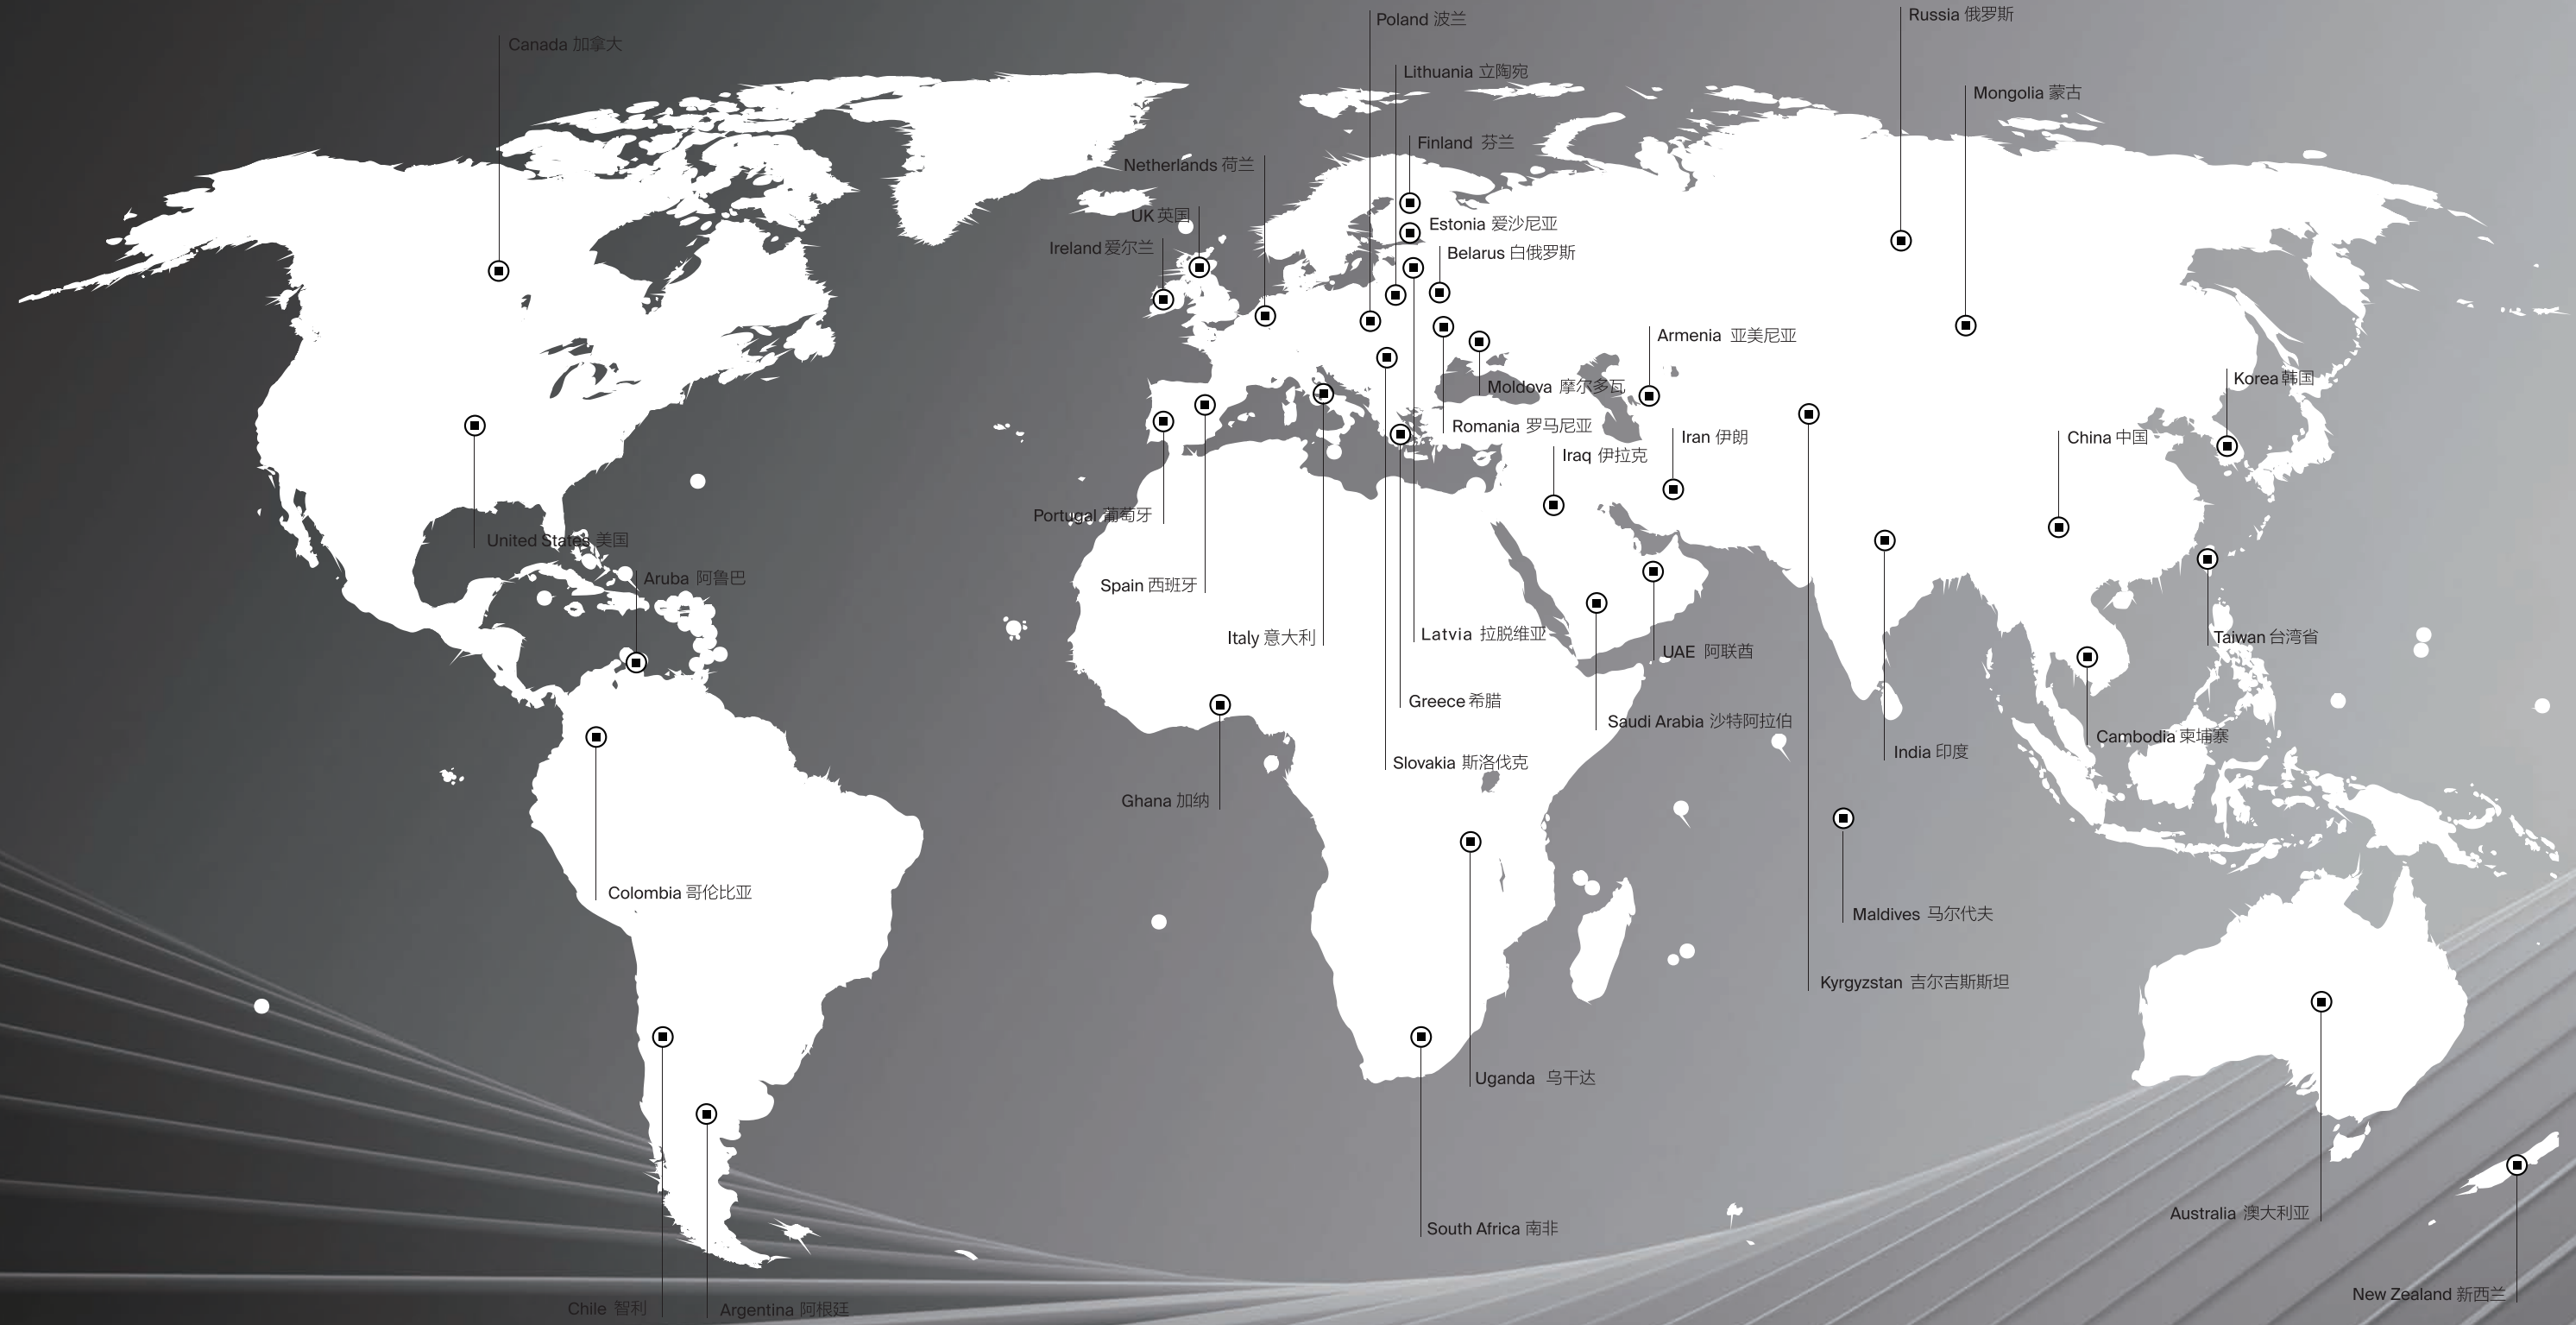 Russia 俄罗斯
Poland 波兰
Canada 加拿大
Lithuania 立陶宛
Mongolia 蒙古
Finland 芬兰
Netherlands 荷兰
UK 英国
Estonia 爱沙尼亚
Ireland 爱尔兰
Belarus 白俄罗斯
Armenia 亚美尼亚
Korea 韩国
Moldova 摩尔多瓦
Romania 罗马尼亚
Iran 伊朗
China 中国
Iraq 伊拉克
Portugal 葡萄牙
United States 美国
Aruba 阿鲁巴
Spain 西班牙
Latvia 拉脱维亚
Italy 意大利
Taiwan 台湾省
UAE 阿联酋
Greece 希腊
Saudi Arabia 沙特阿拉伯
Cambodia 柬埔寨
India 印度
Slovakia 斯洛伐克
Ghana 加纳
Colombia 哥伦比亚
Maldives 马尔代夫
Kyrgyzstan 吉尔吉斯斯坦
Uganda 乌干达
Australia 澳大利亚
South Africa 南非
New Zealand 新西兰
Chile 智利
Argentina 阿根廷